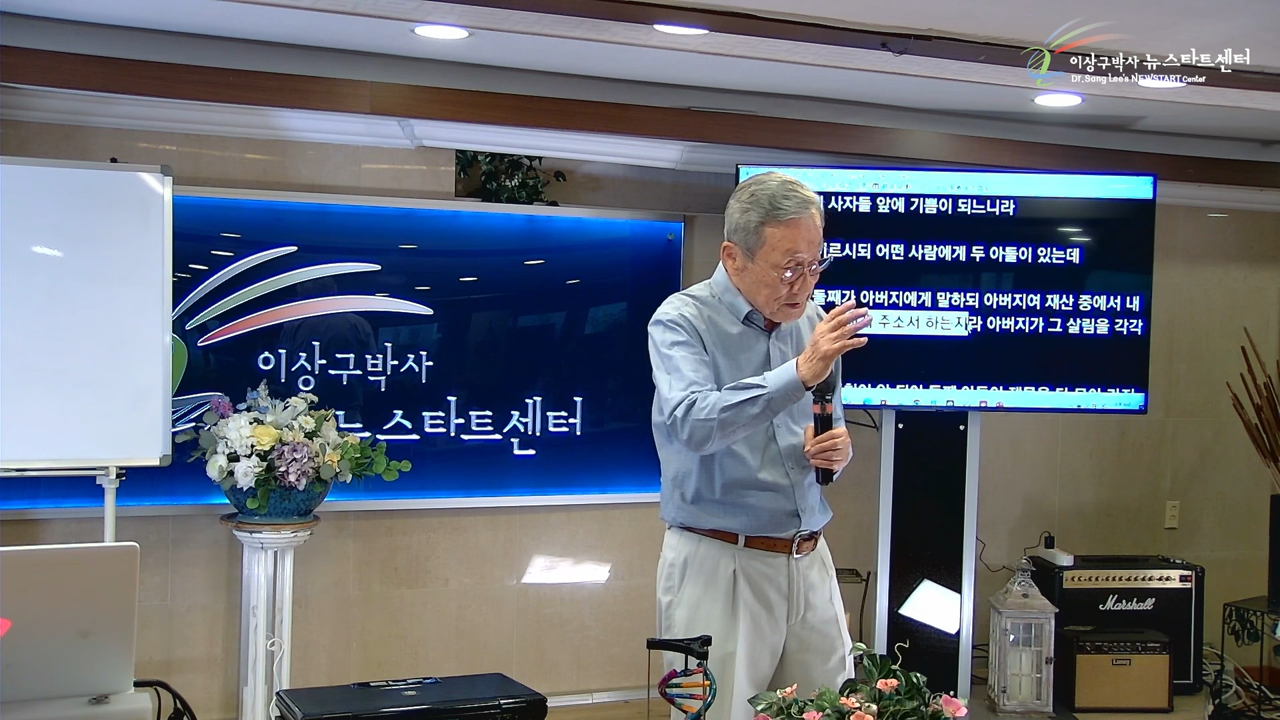 이상구박사 뉴스타트센터
Dr. Sang Lee's NEWSTART Center
사자들 앞에 기쁨이 되느니라
이르시되 어떤 사람에게 두 아들이 있는데
둘째가 아버지에게 말하되 아버지여 재산 중에서 내
주소서 하는지라 아버지가 그 살림을 각각
이상구박사
뉴스타트센터
Marshall
Laney